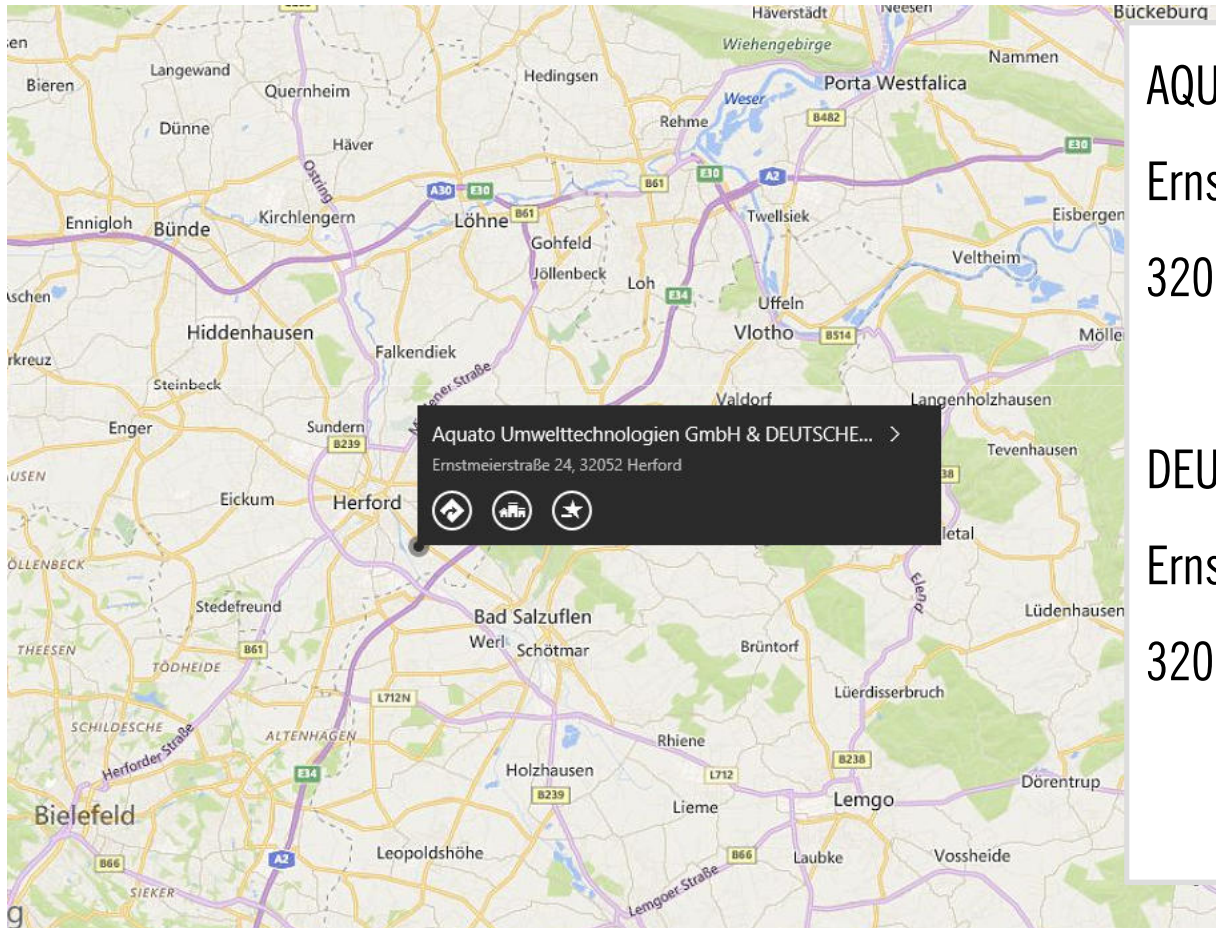 Häverstädt
Neesen
Bückeburg
Wiehengebirge
Nammen
Langewand
Hedingsen
Bieren
Quernheim
Porta Westfalica
Weser
Rehme
B482
Dünne
Häver
E30
Ostring
A30
E30
B61
E30
A2
Ennigloh
Bünde
Kirchlengern
Löhne
B61
Twellsiek
Eisbergen
Gohfeld
Veltheim
Jöllenbeck
Loh
E34
Uffeln
Hiddenhausen
Vlotho
B514
Falkendiek
Steinbeck
Valdorf
Langenholzhausen
Enger
Sundern
B239
Tevenhausen
Aquato Umwelttechnologien GmbH & DEUTSCHE...
Ernstmeierstraße 24, 32052 Herford
Eickum
Herford
Stedefreund
Bad Salzuflen
Lüdenhausen
THEESEN
B61
Werl
Schötmar
Brüntorf
TÖDHEIDE
L712N
Lüerdisserbruch
SCHILDESCHE
ALTENHAGEN
Herforder Straße
Rhiene
E34
Holzhausen
L712
B238
Dörentrup
B239
Lieme
Lemgo
Bielefeld
B66
A2
Leopoldshöhe
B66
Laubke
Vossheide
SIEKER
Lemgoer Straße
AQU
Erns
320
DEU
Erns
320